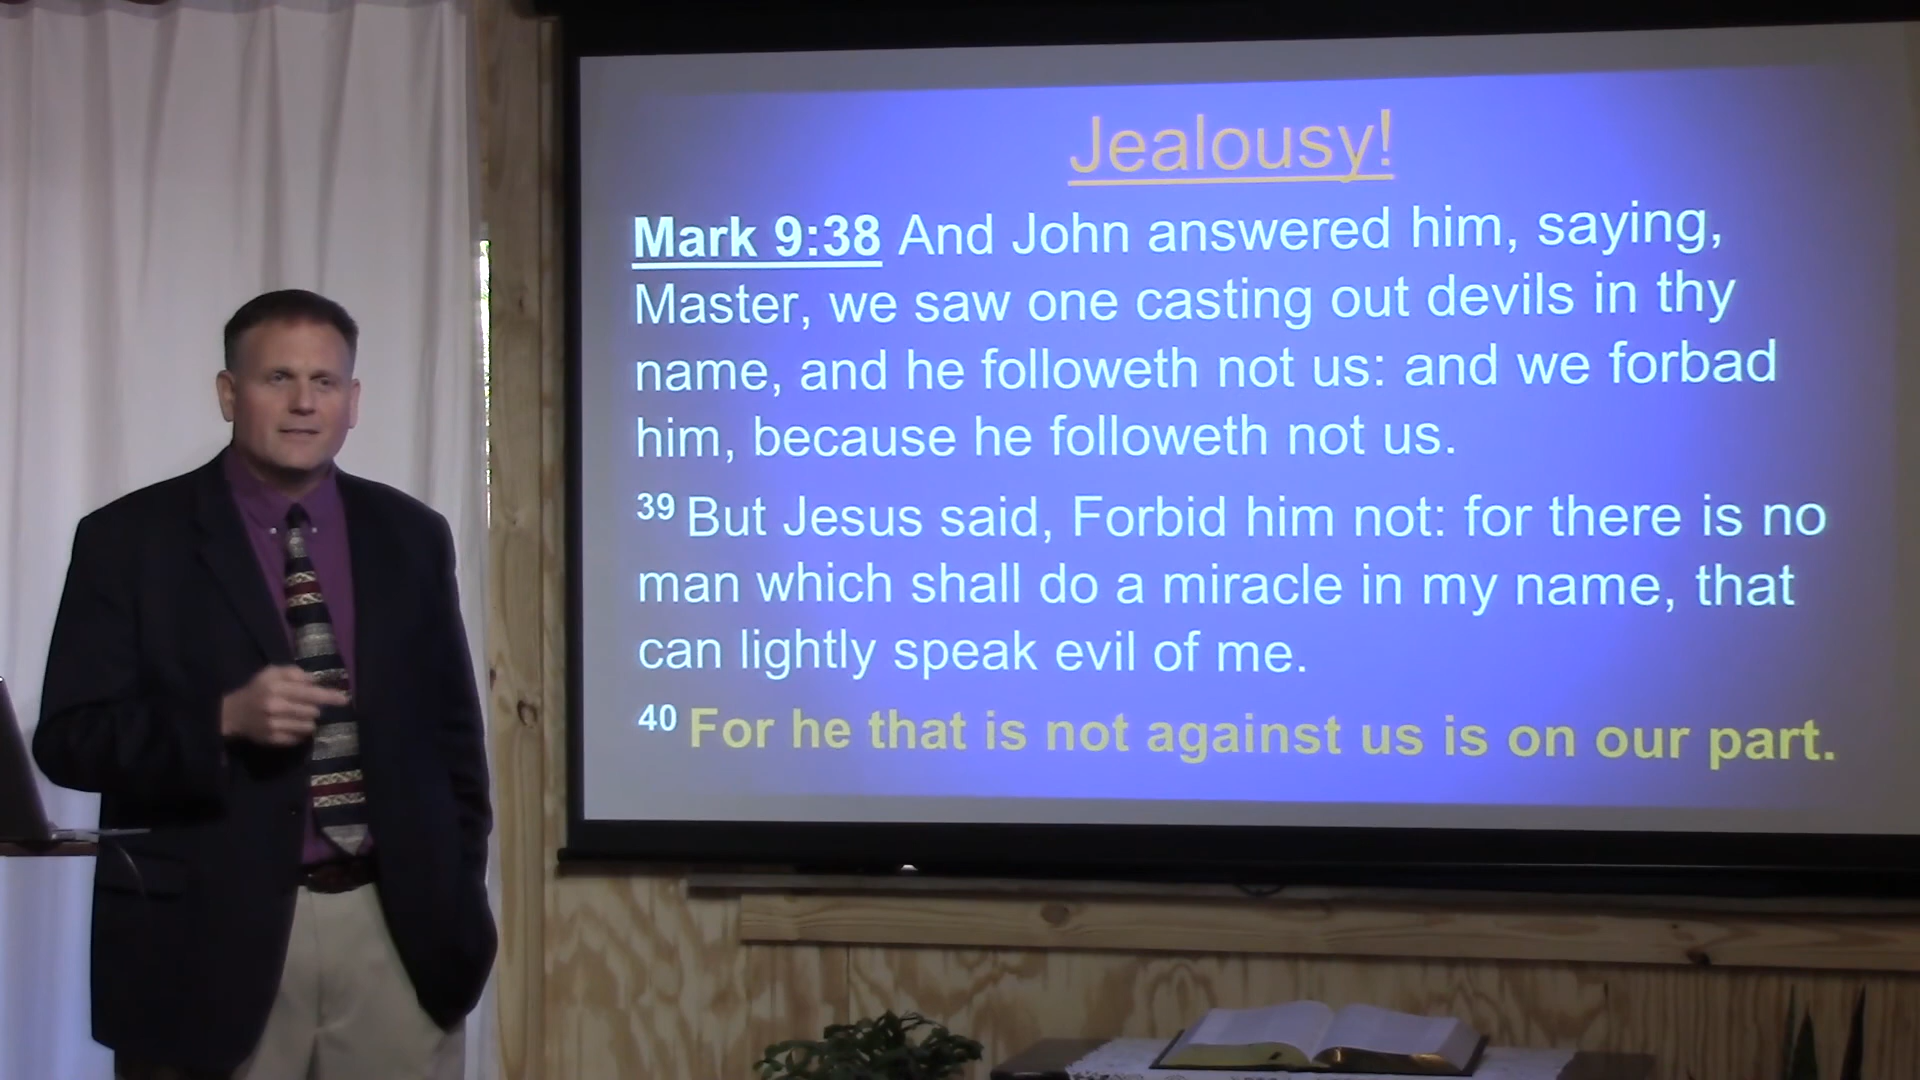 Jealousy!
Mark 9:38 And John answered him, saying,
Master, we saw one casting out devils in thy
name, and he followeth not us: and we forbad
him, because he followeth not us.
39 But Jesus said, Forbid him not: for there is no
man which shall do a miracle in my name, that
can lightly speak evil of me.
40 For he that is not against us is on our part.